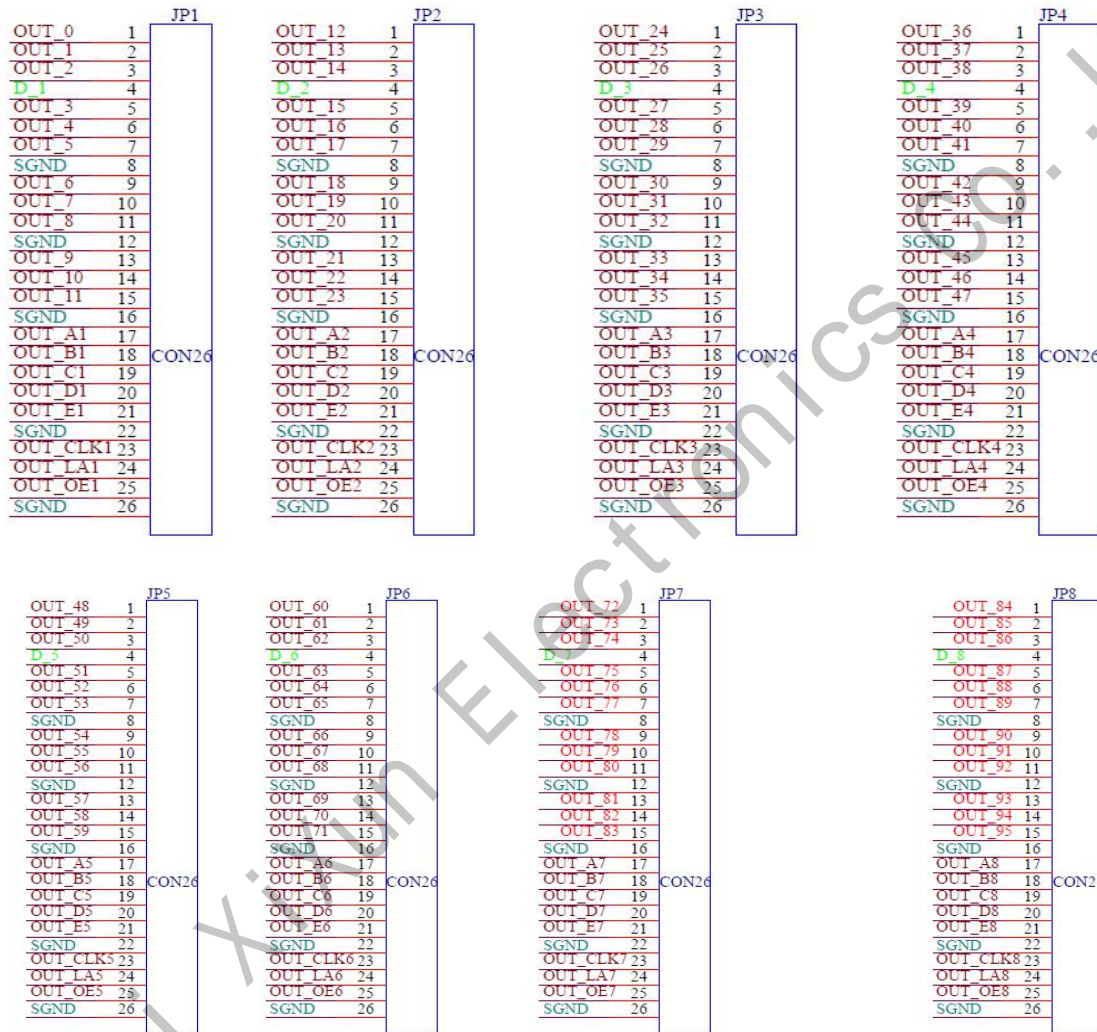 JP1
OUT_0 1
OUT_1 2
OUT_2 3
D_1 4
OUT_3 5
OUT_4 6
OUT_5 7
SGND 8
OUT_6 9
OUT_7 10
OUT_8 11
SGND 12
OUT_9 13
OUT_10 14
OUT_11 15
SGND 16
OUT_A1 17
OUT_B1 18 CON26
OUT_C1 19
OUT_D1 20
OUT_E1 21
SGND 22
OUT_CLK1 23
OUT_LA1 24
OUT_OE1 25
SGND 26
JP2
OUT_12 1
OUT_13 2
OUT_14 3
D_2 4
OUT_15 5
OUT_16 6
OUT_17 7
SGND 8
OUT_18 9
OUT_19 10
OUT_20 11
SGND 12
OUT_21 13
OUT_22 14
OUT_23 15
SGND 16
OUT_A2 17
OUT_B2 18 CON26
OUT_C2 19
OUT_D2 20
OUT_E2 21
SGND 22
OUT_CLK2 23
OUT_LA2 24
OUT_OE2 25
SGND 26
JP3
OUT_24 1
OUT_25 2
OUT_26 3
D_3 4
OUT_27 5
OUT_28 6
OUT_29 7
SGND 8
OUT_30 9
OUT_31 10
OUT_32 11
SGND 12
OUT_33 13
OUT_34 14
OUT_35 15
SGND 16
OUT_A3 17
OUT_B3 18 CON26
OUT_C3 19
OUT_D3 20
OUT_E3 21
SGND 22
OUT_CLK3 23
OUT_LA3 24
OUT_OE3 25
SGND 26
JP4
OUT_36 1
OUT_37 2
OUT_38 3
D_4 4
OUT_39 5
OUT_40 6
OUT_41 7
SGND 8
OUT_42 9
OUT_43 10
OUT_44 11
SGND 12
OUT_45 13
OUT_46 14
OUT_47 15
SGND 16
OUT_A4 17
OUT_B4 18 CON26
OUT_C4 19
OUT_D4 20
OUT_E4 21
SGND 22
OUT_CLK4 23
OUT_LA4 24
OUT_OE4 25
SGND 26
JP5
OUT_48 1
OUT_49 2
OUT_50 3
D_5 4
OUT_51 5
OUT_52 6
OUT_53 7
SGND 8
OUT_54 9
OUT_55 10
OUT_56 11
SGND 12
OUT_57 13
OUT_58 14
OUT_59 15
SGND 16
OUT_A5 17
OUT_B5 18 CON26
OUT_C5 19
OUT_D5 20
OUT_E5 21
SGND 22
OUT_CLK5 23
OUT_LA5 24
OUT_OE5 25
SGND 26
JP6
OUT_60 1
OUT_61 2
OUT_62 3
D_6 4
OUT_63 5
OUT_64 6
OUT_65 7
SGND 8
OUT_66 9
OUT_67 10
OUT_68 11
SGND 12
OUT_69 13
OUT_70 14
OUT_71 15
SGND 16
OUT_A6 17
OUT_B6 18 CON26
OUT_C6 19
OUT_D6 20
OUT_E6 21
SGND 22
OUT_CLK6 23
OUT_LA6 24
OUT_OE6 25
SGND 26
JP7
OUT_72 1
OUT_73 2
OUT_74 3
4
OUT_75 5
OUT_76 6
OUT_77 7
SGND 8
OUT_78 9
OUT_79 10
OUT_80 11
SGND 12
OUT_81 13
OUT_82 14
OUT_83 15
SGND 16
OUT_A7 17
OUT_B7 18 CON26
OUT_C7 19
OUT_D7 20
OUT_E7 21
SGND 22
OUT_CLK7 23
OUT_LA7 24
OUT_OE7 25
SGND 26
JP8
OUT_84 1
OUT_85 2
OUT_86 3
D_8 4
OUT_87 5
OUT_88 6
OUT_89 7
SGND 8
OUT_90 9
OUT_91 10
OUT_92 11
SGND 12
OUT_93 13
OUT_94 14
OUT_95 15
SGND 16
OUT_A8 17
OUT_B8 18 CON2
OUT_C8 19
OUT_D8 20
OUT_E8 21
SGND 22
OUT_CLK8 23
OUT_LA8 24
OUT_OE8 25
SGND 26
XiXun Electronics Co.,